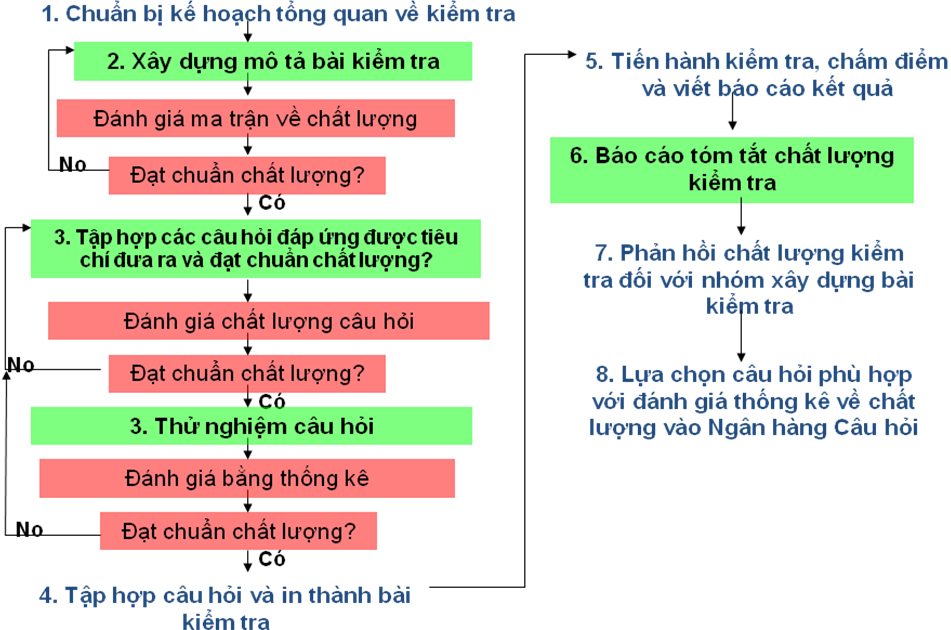 1. Chuẩn bị kế hoạch tổng quan về kiểm tra
2. Xây dựng mô tả bài kiểm tra
Đánh giá ma trận về chất lượng
No
Đạt chuẩn chất lượng?
Có
3. Tập hợp các câu hỏi đáp ứng được tiêu
chí đưa ra và đạt chuẩn chất lượng?
Đánh giá chất lượng câu hỏi
No
Đạt chuẩn chất lượng?
Có
3. Thử nghiệm câu hỏi
Đánh giá bằng thống kê
No
Đạt chuẩn chất lượng?
Có
4. Tập hợp câu hỏi và in thành bài
kiểm tra
5. Tiến hành kiểm tra, chấm điểm
và viết báo cáo kết quả
6. Báo cáo tóm tắt chất lượng
kiểm tra
7. Phản hồi chất lượng kiểm
tra đối với nhóm xây dựng bài
kiểm tra
8. Lựa chọn câu hỏi phù hợp
với đánh giá thống kê về chất
lượng vào Ngân hàng Câu hỏi